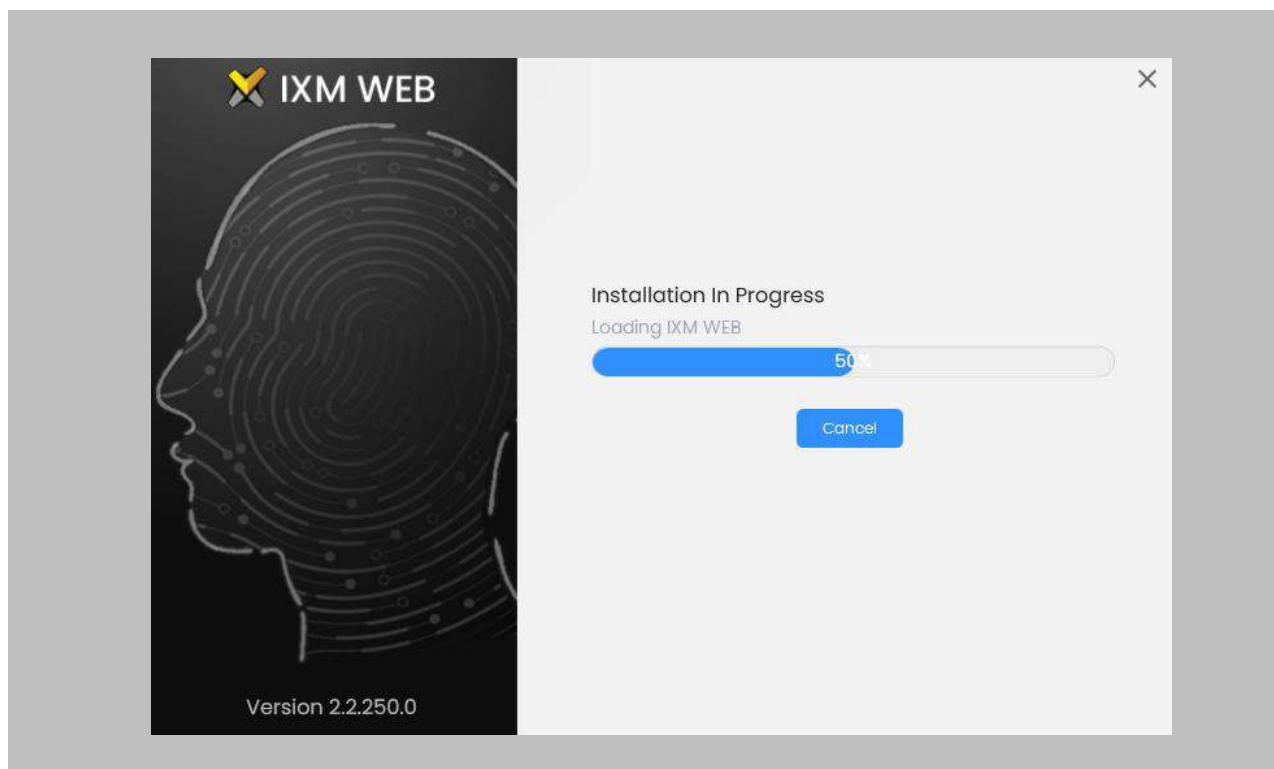 IXM WEB
Installation In Progress
Loading IXM WEB
50%
Cancel
Version 2.2.250.0